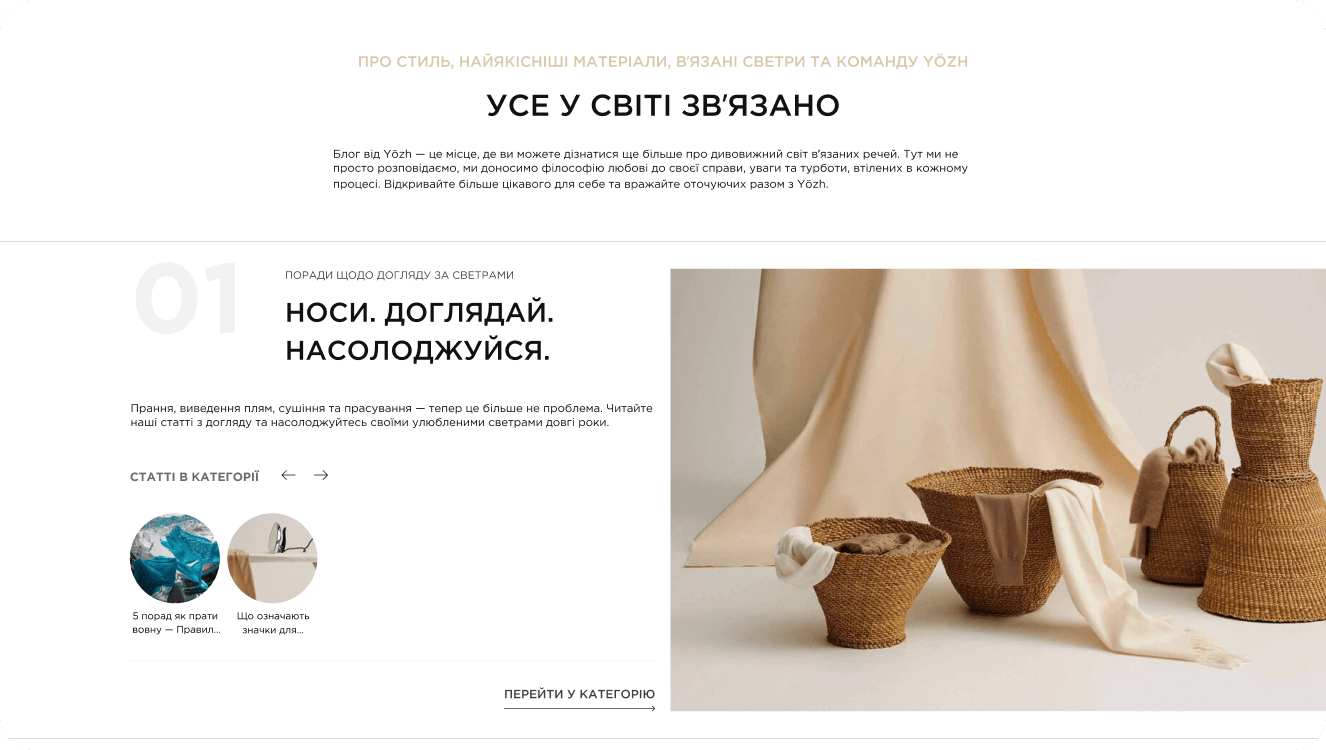 ПРО СТИЛЬ, НАЙЯКІСНІШІ МАТЕРІАЛИ, В'ЯЗАНІ СВЕТРИ ТА КОМАНДУ YŌZH
УСЕ У СВІТІ ЗВ'ЯЗАНО
Блог від Yōzh — це місце, де ви можете дізнатися ще більше про дивовижний світ в'язаних речей. Тут ми не
просто розповідаємо, ми доносимо філософію любові до своєї справи, уваги та турботи, втілених в кожному
процесі. Відкривайте більше цікавого для себе та вражайте оточуючих разом з Yōzh.
01
ПОРАДИ ЩОДО ДОГЛЯДУ ЗА СВЕТРАМИ
НОСИ. ДОГЛЯДАЙ.
НАСОЛОДЖУЙСЯ.
Прання, виведення плям, сушіння та прасування — тепер це більше не проблема. Читайте
наші статті з догляду та насолоджуйтесь своїми улюбленими светрами довгі роки.
СТАТТІ В КАТЕГОРІЇ
5 порад як прати
вовну — Правил...
Що означають
значки для...
ПЕРЕЙТИ У КАТЕГОРІЮ